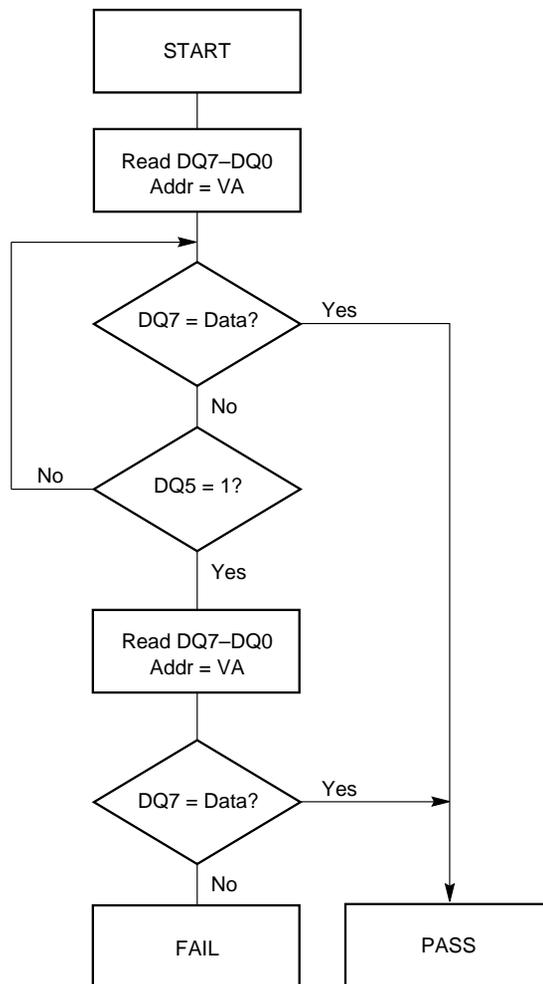 START
Read DQ7–DQ0
Addr = VA
DQ7 = Data?
Yes
No
No
DQ5 = 1?
Yes
Read DQ7–DQ0
Addr = VA
DQ7 = Data?
Yes
No
FAIL
PASS